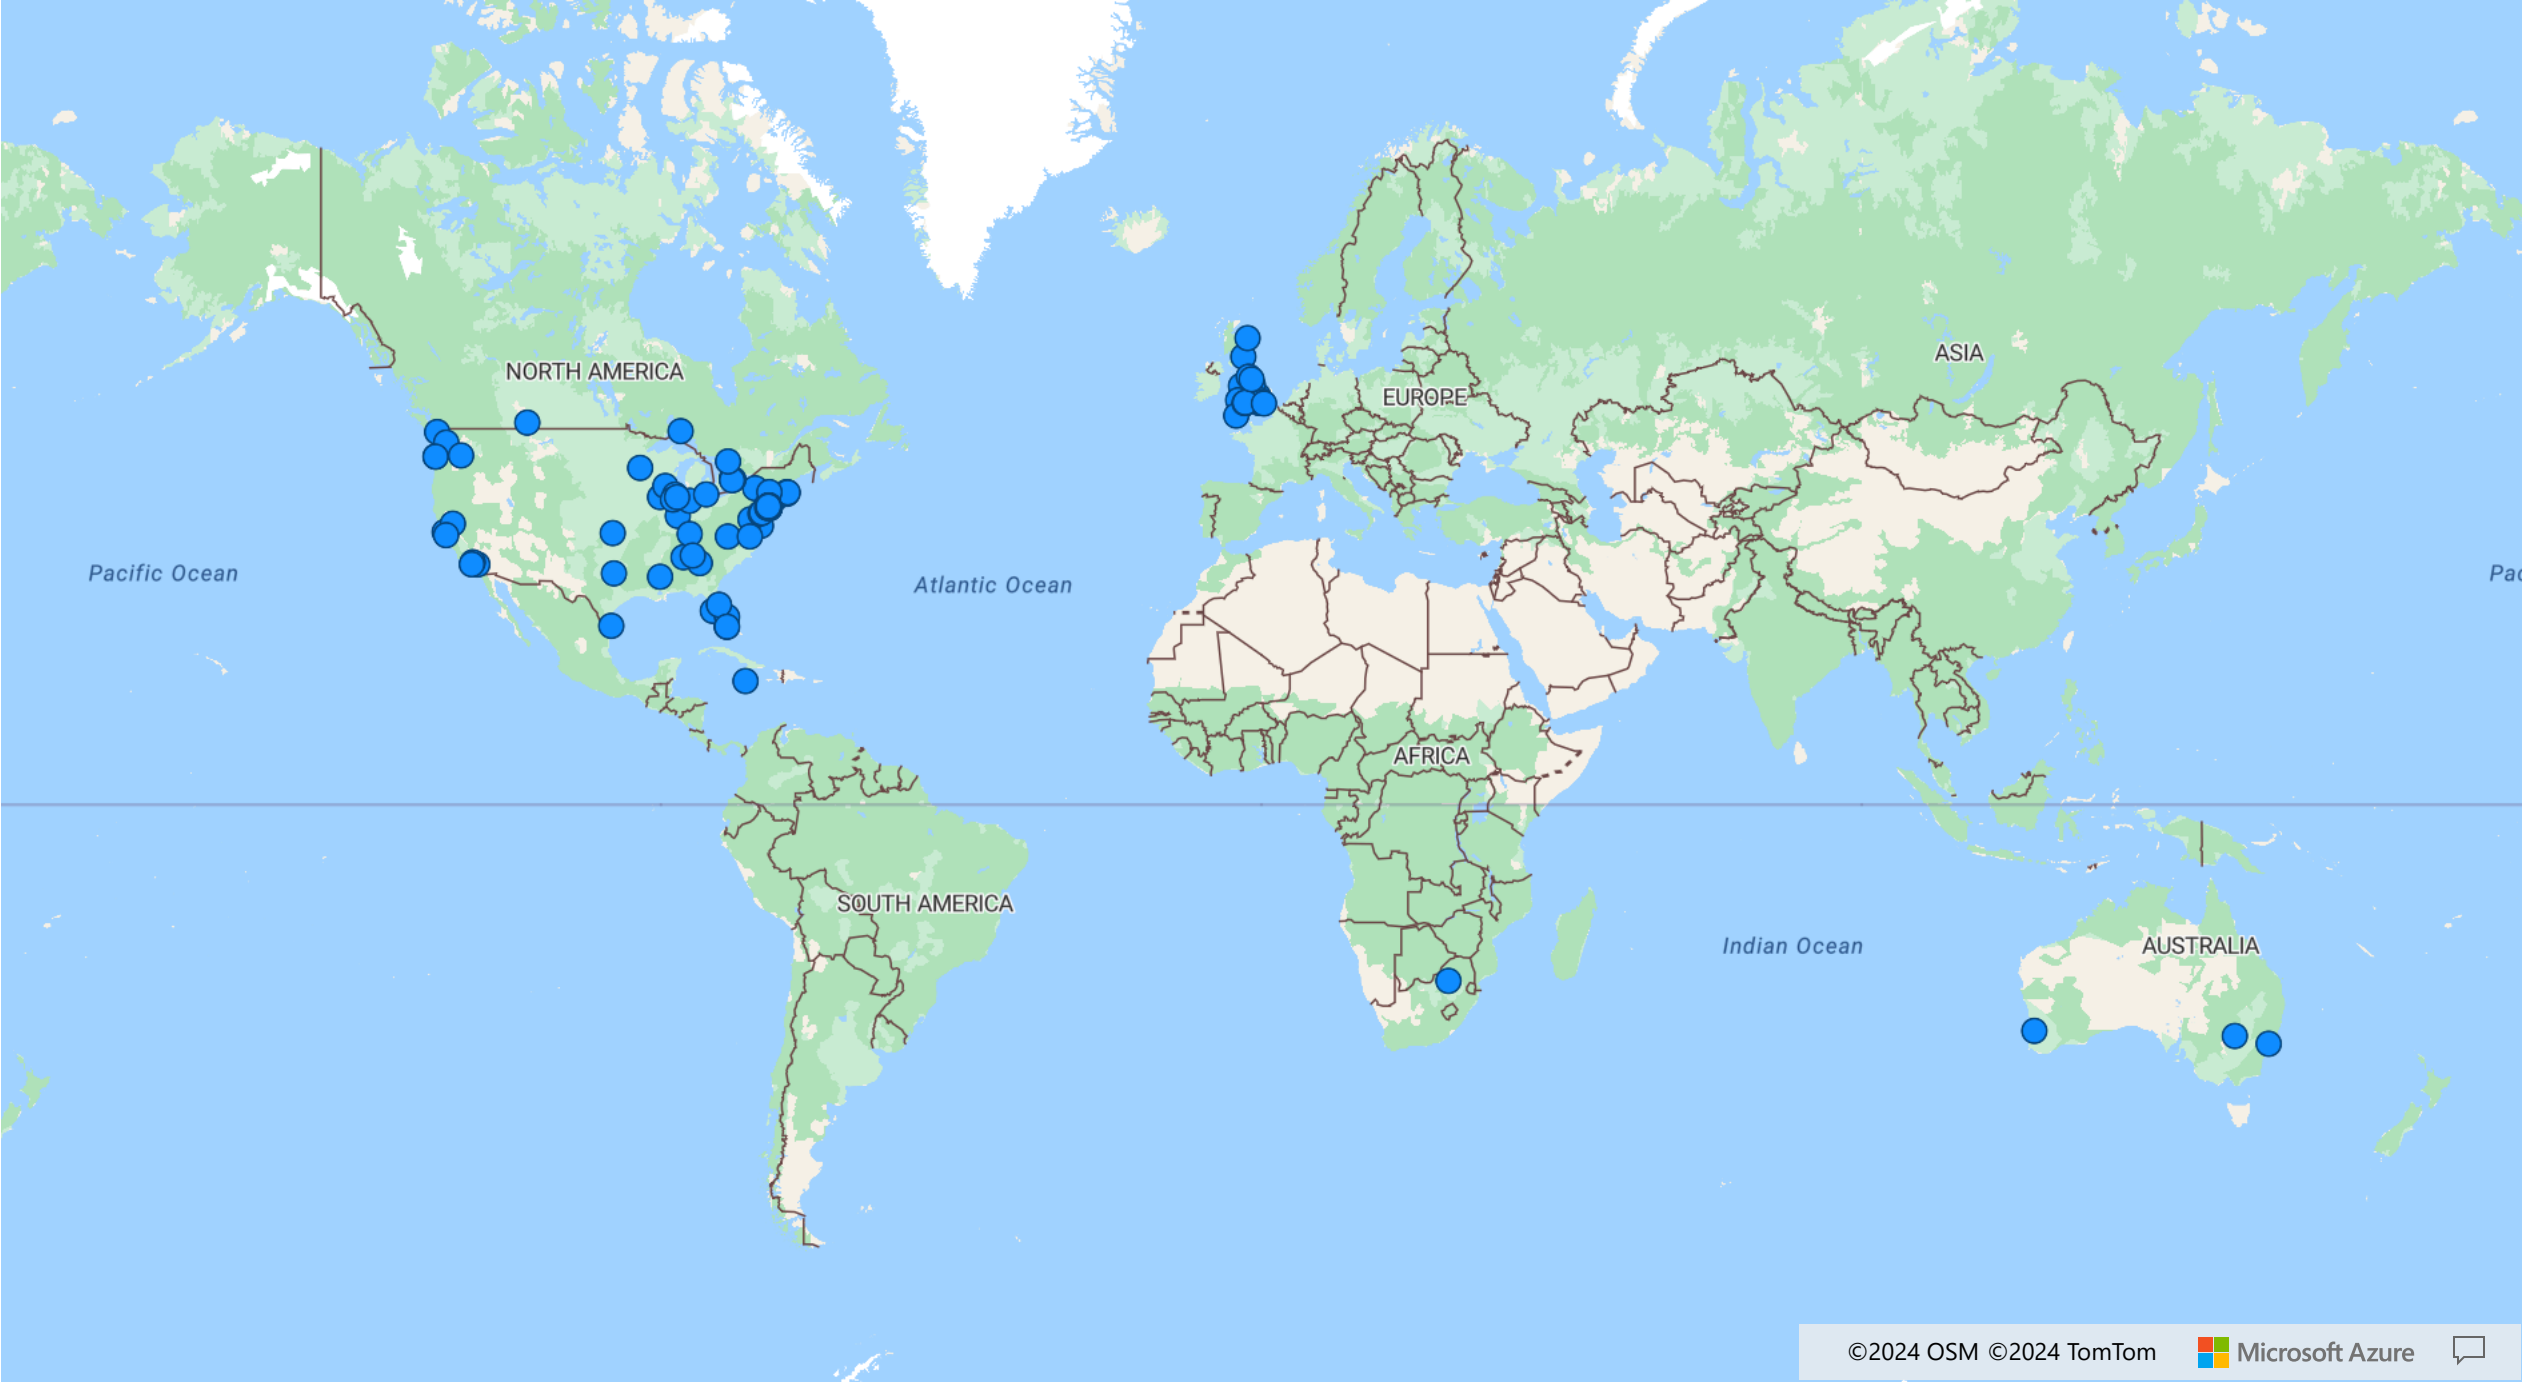 ASIA
NORTH AMERICA
EUROPE
Pacific Ocean
Atlantic Ocean
Pac
AFRICA
SOUTH AMERICA
Indian Ocean
AUSTRALIA
©2024 OSM ©2024 TomTom Microsoft Azure